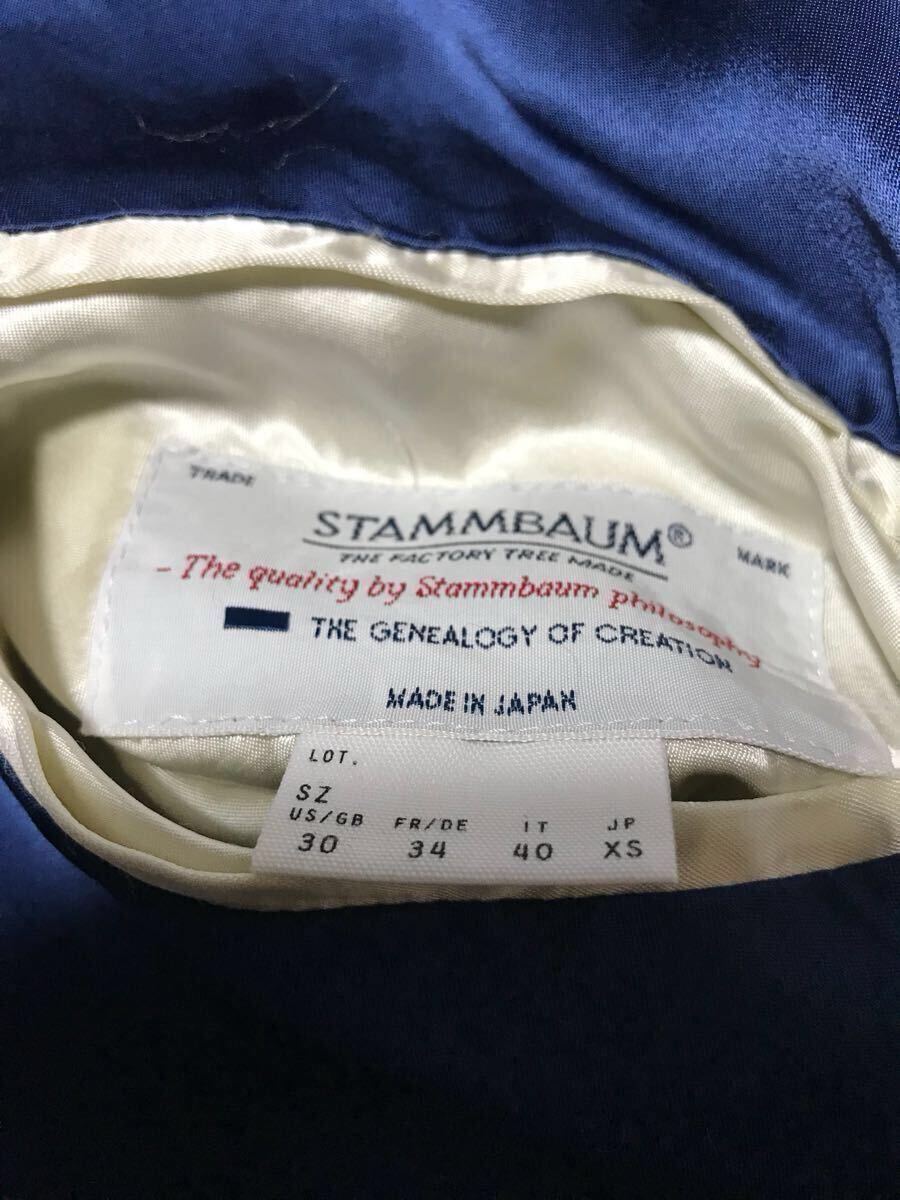 TRADE MARK
STAMMBAUM®
THE FACTORY TREE MADE
- The quality by Stammbaum philosophy
THE GENEALOGY OF CREATION
MADE IN JAPAN
LOT.
SZ
US/GB FR/DE IT JP
30 34 40 XS